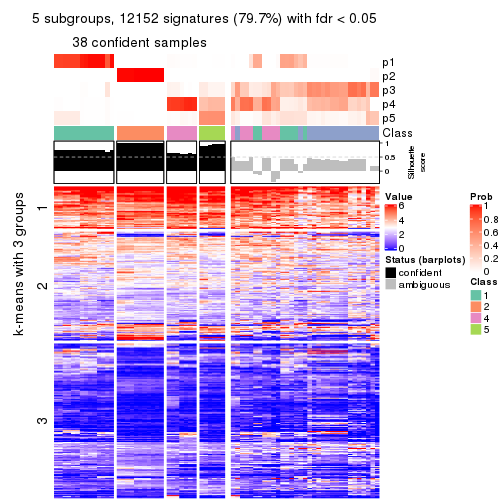 5 subgroups, 12152 signatures (79.7%) with fdr < 0.05
38 confident samples
p1
p2
p3
p4
p5
Class
1
0.5
0
Silhouette
score
k-means with 3 groups
1
2
3
Value
6
4
2
0
Status (barplots)
confident
ambiguous
Prob
1
0.8
0.6
0.4
0.2
0
Class
1
2
4
5